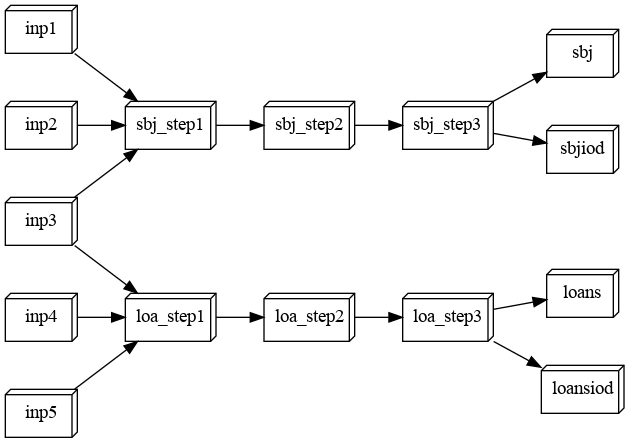 inp1
sbj
inp2
sbj_step1
sbj_step2
sbj_step3
sbjiod
inp3
loans
inp4
loa_step1
loa_step2
loa_step3
loansiod
inp5